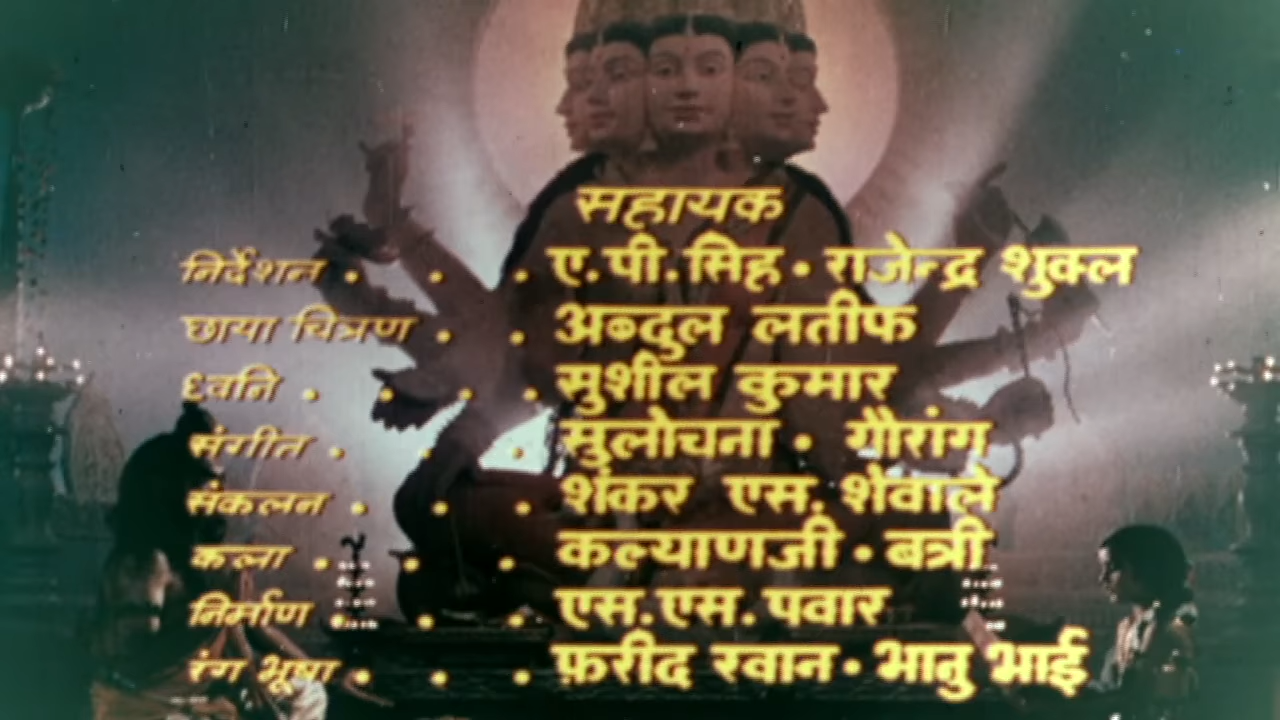 सहायक
निर्देशन . . . ए.पी.सिंह • राजेन्द्र शुक्ल
छाया चित्रण . . अब्दुल लतीफ
ध्वनि . . . . सुशील कुमार
संगीत . . . सुलोचना • गौरांग
संकलन . . . शंकर एस. शेवाले
कला . . . कल्याणजी • बत्री
निर्माण . . . एस.एस.पवार
रंग भूषा . . . फ़रीद खान • भानु भाई